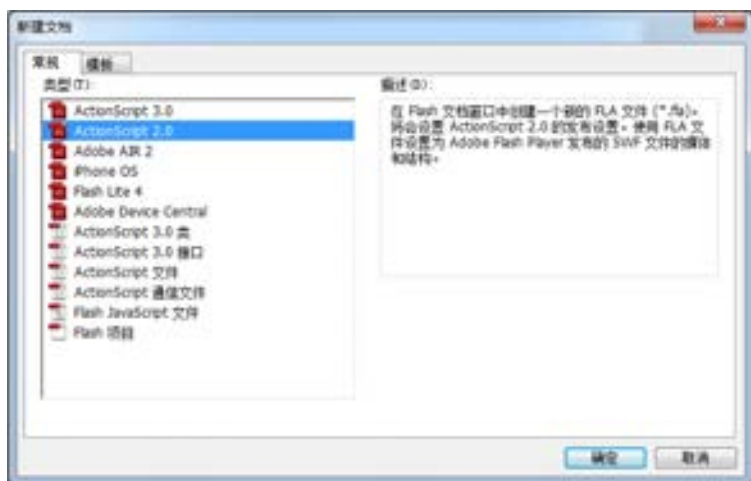 新建文档
常规 模板
类型(T):
ActionScript 3.0
ActionScript 2.0
Adobe AIR 2
iPhone OS
Flash Lite 4
Adobe Device Central
ActionScript 3.0 类
ActionScript 3.0 接口
ActionScript 文件
ActionScript 通信文件
Flash JavaScript 文件
Flash 项目
描述(D):
在 Flash 文档窗口中创建一个新的 FLA 文件 (*.fla)。
将会设置 ActionScript 2.0 的发布设置。使用 FLA 文
件设置为 Adobe Flash Player 发布的 SWF 文件的媒体
和结构。
确定 取消